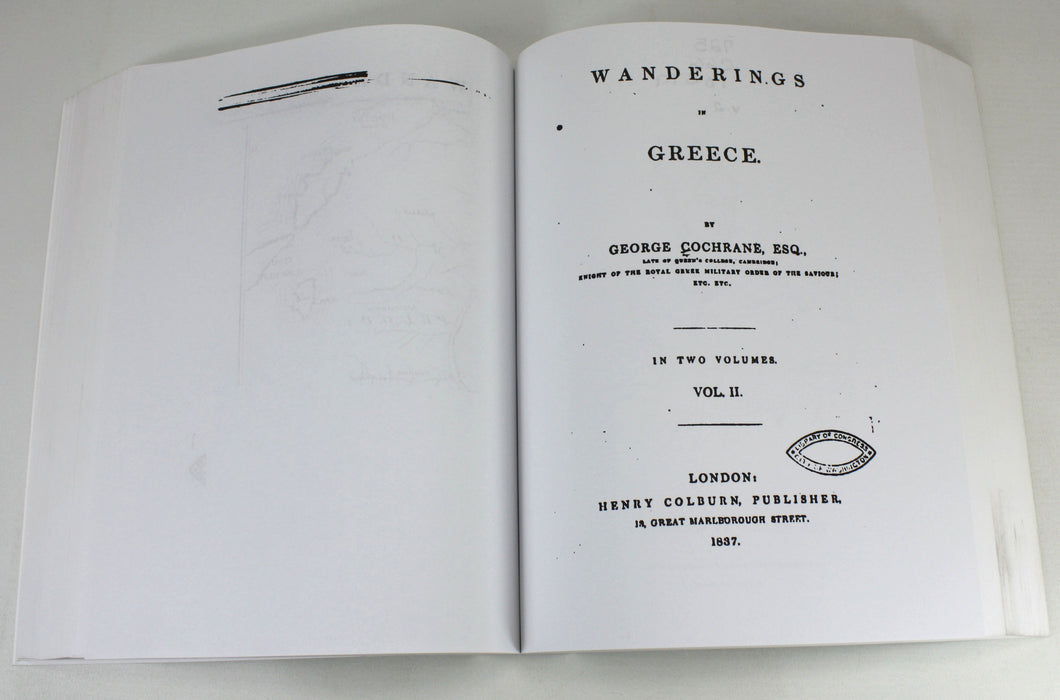 WANDERINGS
IN
GREECE.
BY
GEORGE COCHRANE, ESQ.,
LATE OF QUEEN'S COLLEGE, CAMBRIDGE;
KNIGHT OF THE ROYAL GREEK MILITARY ORDER OF THE SAVIOUR;
ETC. ETC.
IN TWO VOLUMES.
VOL. II.
LIBRARY OF CONGRESS
WASHINGTON
LONDON:
HENRY COLBURN, PUBLISHER,
13, GREAT MARLBOROUGH STREET.
1837.